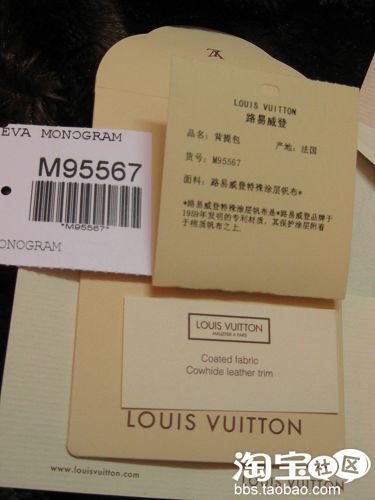 EVA MONOGRAM
M95567
*M95567*
MONOGRAM
LOUIS VUITTON
路易威登
品名: 背提包 产地: 法国
货号: M95567
面料: 路易威登特殊涂层帆布*
*路易威登特殊涂层帆布是*路易威登品牌于
1959年发明的专利材质，其保护涂层附着
于棉质帆布之上.
LOUIS VUITTON
MALLETIER A PARIS
Coated fabric
Cowhide leather trim
LOUIS VUITTON
www.louisvuitton.com
淘宝社区
bbs.taobao.com